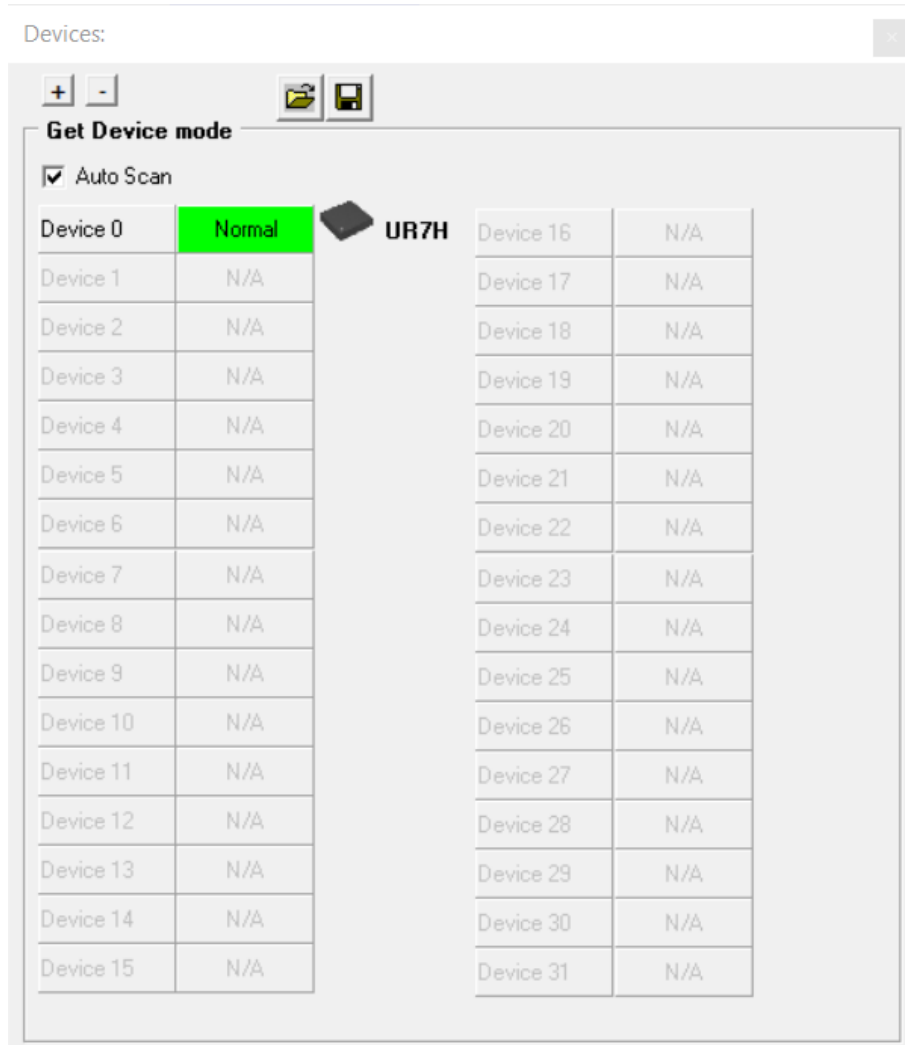 Devices:
+ -
Get Device mode
Auto Scan
Device 0 Normal UR7H Device 16 N/A
Device 1 N/A Device 17 N/A
Device 2 N/A Device 18 N/A
Device 3 N/A Device 19 N/A
Device 4 N/A Device 20 N/A
Device 5 N/A Device 21 N/A
Device 6 N/A Device 22 N/A
Device 7 N/A Device 23 N/A
Device 8 N/A Device 24 N/A
Device 9 N/A Device 25 N/A
Device 10 N/A Device 26 N/A
Device 11 N/A Device 27 N/A
Device 12 N/A Device 28 N/A
Device 13 N/A Device 29 N/A
Device 14 N/A Device 30 N/A
Device 15 N/A Device 31 N/A